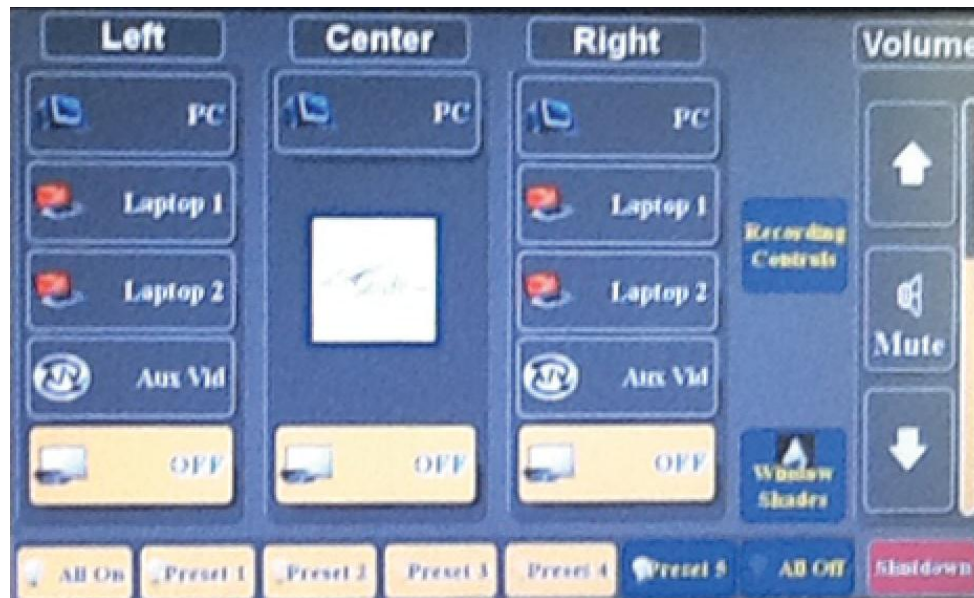 Left Center Right Volume
PC PC PC
Laptop 1 Laptop 1
Recording
Controls
Laptop 2 Laptop 2
Mute
Aux Vid Aux Vid
OFF OFF OFF
Window
Shades
All On Preset 1 Preset 2 Preset 3 Preset 4 Preset 5 All Off Shutdown